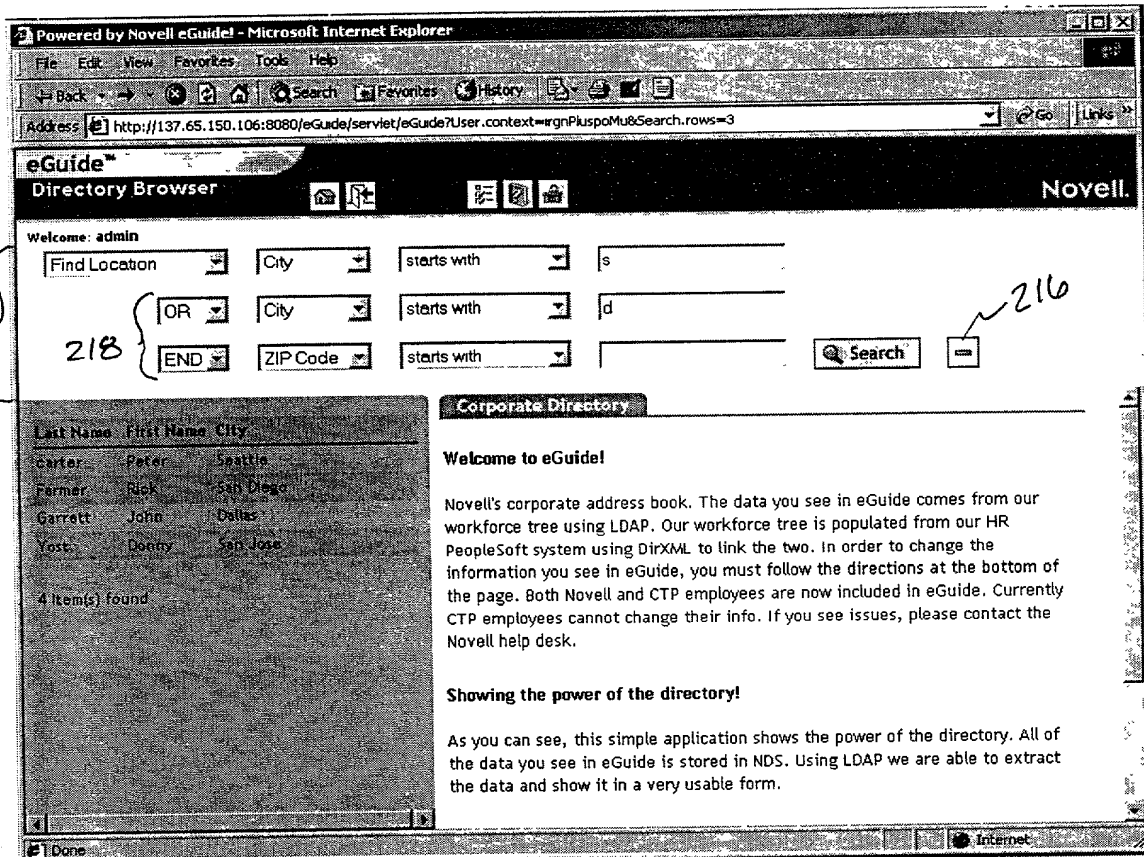 Powered by Novell eGuide! - Microsoft Internet Explorer
File Edit View Favorites Tools Help
Back Search Favorites History
Address http://137.65.150.106:8080/eGuide/servlet/eGuide?User.context=irgnPluspoMu&Search.rows=3 Go Links »
eGuide™
Directory Browser
Novell.
Welcome: admin
Find Location City starts with s
OR City starts with d
216
218
END ZIP Code starts with Search
Corporate Directory
Last Name First Name City
carter Peter Seattle
Farmer Rick San Diego
Garrett John Dallas
Yost Donny San Jose
4 Item(s) found
Welcome to eGuide!
Novell's corporate address book. The data you see in eGuide comes from our
workforce tree using LDAP. Our workforce tree is populated from our HR
PeopleSoft system using DirXML to link the two. In order to change the
information you see in eGuide, you must follow the directions at the bottom of
the page. Both Novell and CTP employees are now included in eGuide. Currently
CTP employees cannot change their info. If you see issues, please contact the
Novell help desk.
Showing the power of the directory!
As you can see, this simple application shows the power of the directory. All of
the data you see in eGuide is stored in NDS. Using LDAP we are able to extract
the data and show it in a very usable form.
Done Internet